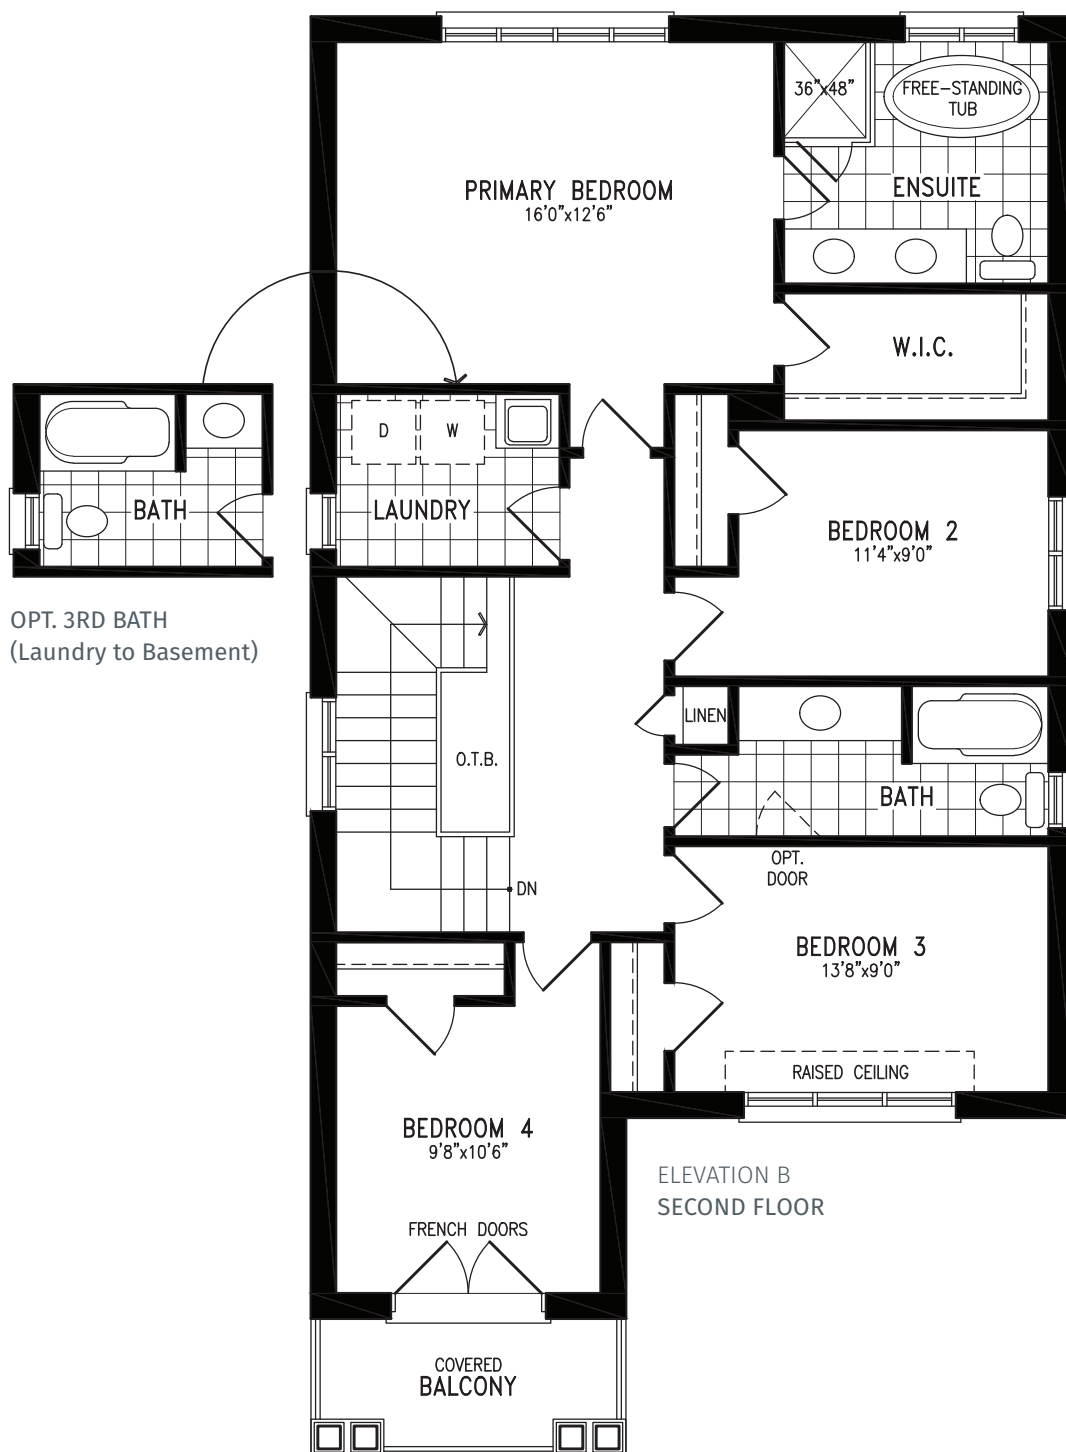 36"x48"
FREE-STANDING
TUB
PRIMARY BEDROOM
16'0"x12'6"
ENSUITE
W.I.C.
D
W
BATH
LAUNDRY
BEDROOM 2
11'4"x9'0"
OPT. 3RD BATH
(Laundry to Basement)
LINEN
O.T.B.
BATH
OPT.
DOOR
DN
BEDROOM 3
13'8"x9'0"
RAISED CEILING
BEDROOM 4
9'8"x10'6"
ELEVATION B
SECOND FLOOR
FRENCH DOORS
COVERED
BALCONY